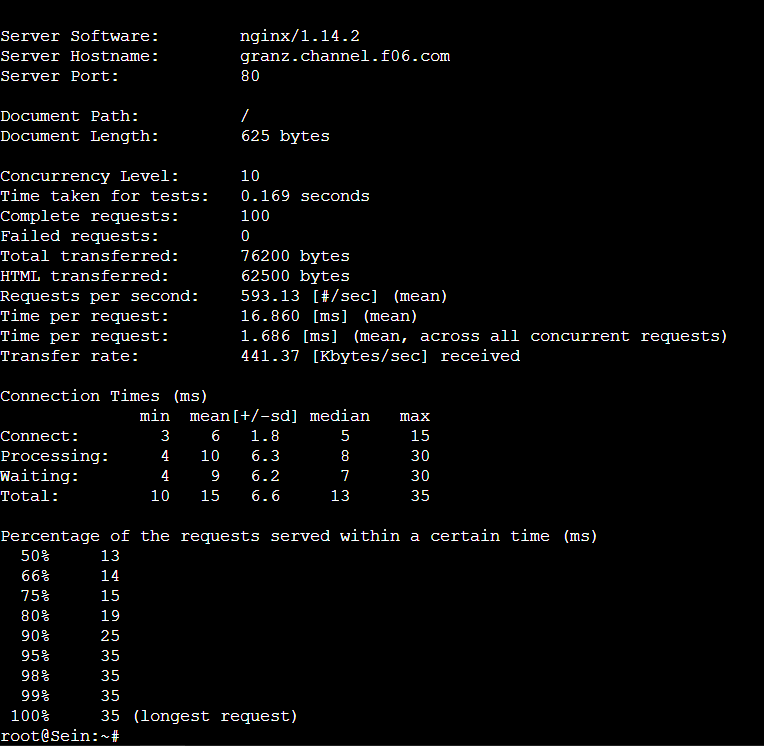 Server Software:        nginx/1.14.2
Server Hostname:        granz.channel.f06.com
Server Port:            80
Document Path:          /
Document Length:        625 bytes
Concurrency Level:      10
Time taken for tests:   0.169 seconds
Complete requests:      100
Failed requests:        0
Total transferred:      76200 bytes
HTML transferred:       62500 bytes
Requests per second:    593.13 [#/sec] (mean)
Time per request:       16.860 [ms] (mean)
Time per request:       1.686 [ms] (mean, across all concurrent requests)
Transfer rate:          441.37 [Kbytes/sec] received
Connection Times (ms)
              min  mean[+/-sd] median   max
Connect:        3    6   1.8      5      15
Processing:     4   10   6.3      8      30
Waiting:        4    9   6.2      7      30
Total:         10   15   6.6     13      35
Percentage of the requests served within a certain time (ms)
  50%     13
  66%     14
  75%     15
  80%     19
  90%     25
  95%     35
  98%     35
  99%     35
 100%     35 (longest request)
root@Sein:~#